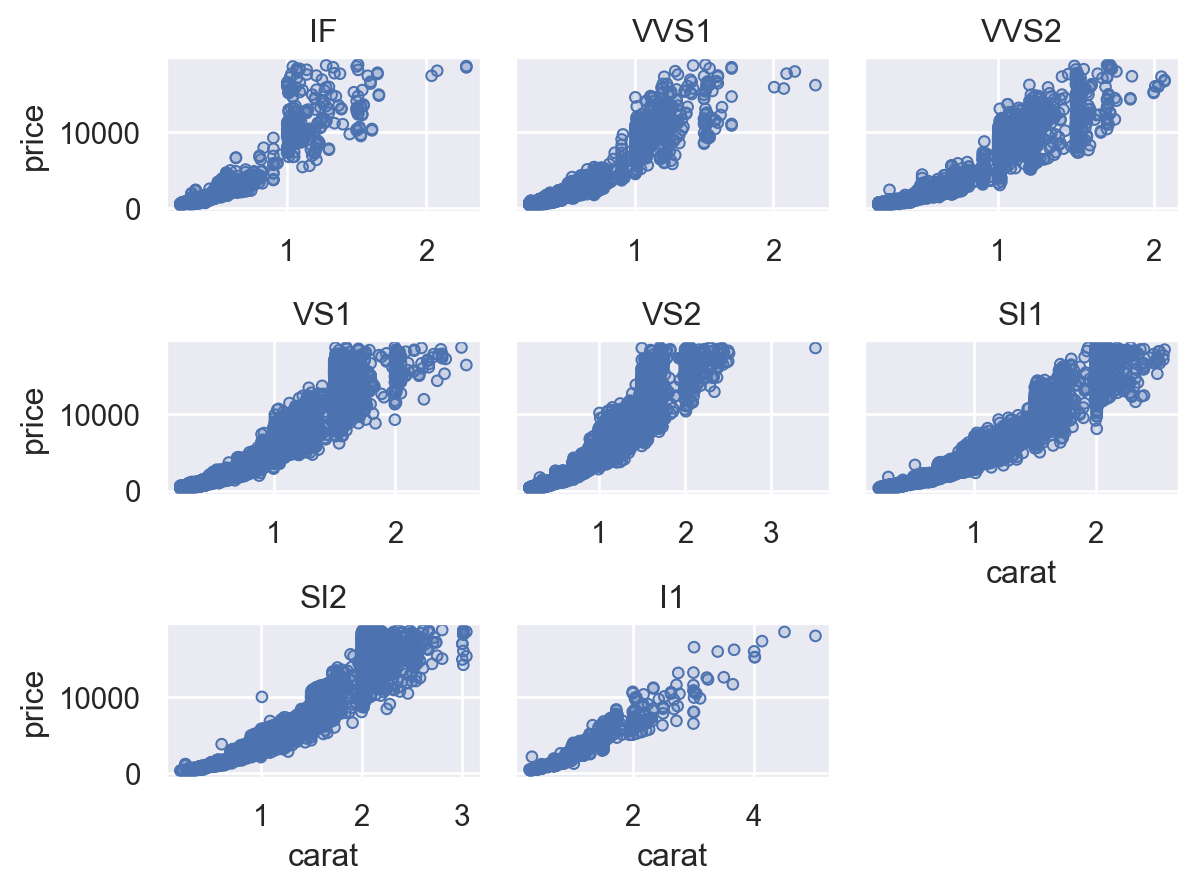 IF VVS1 VVS2
price
10000
0
1 2 1 2 1 2
VS1 VS2 SI1
price
10000
0
1 2 1 2 3 1 2
carat
SI2 I1
price
10000
0
1 2 3 2 4
carat carat